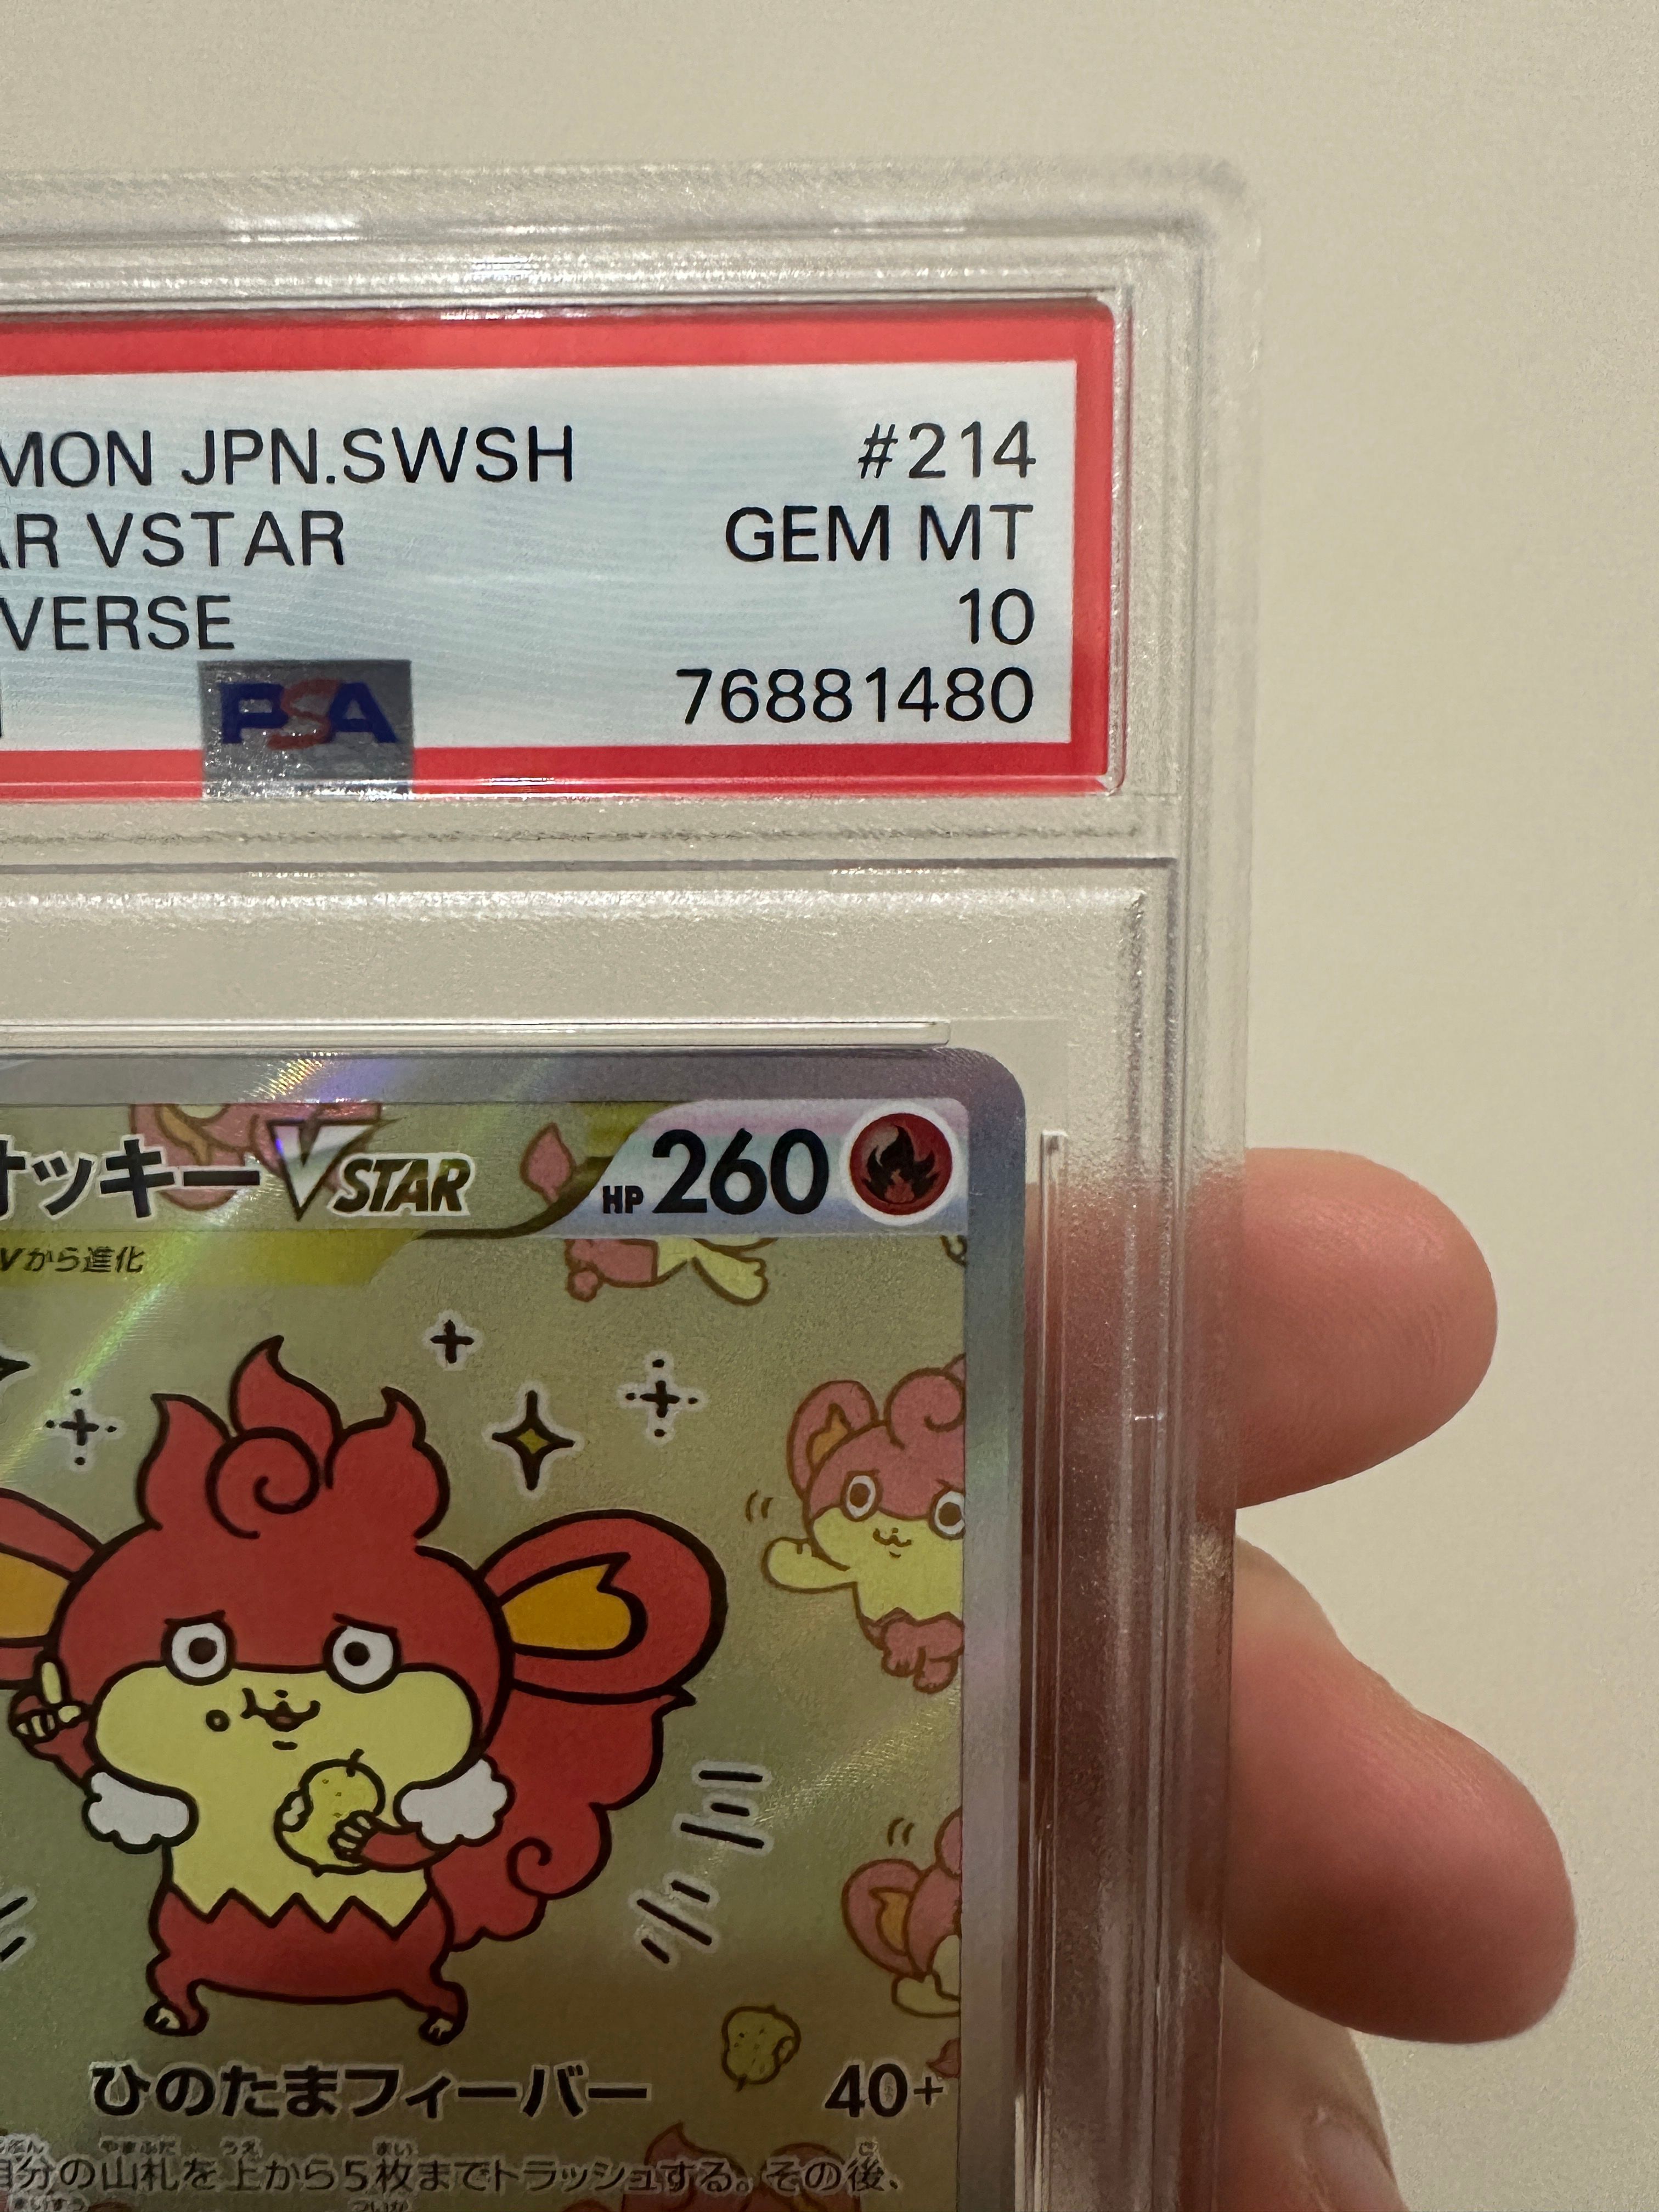 MON JPN.SWSH #214
AR VSTAR GEM MT
VERSE 10
PSA 76881480
オッキーVSTAR HP 260
Vから進化
ひのたまフィーバー 40+
自分の山札を上から5枚までトラッシュする。その後、